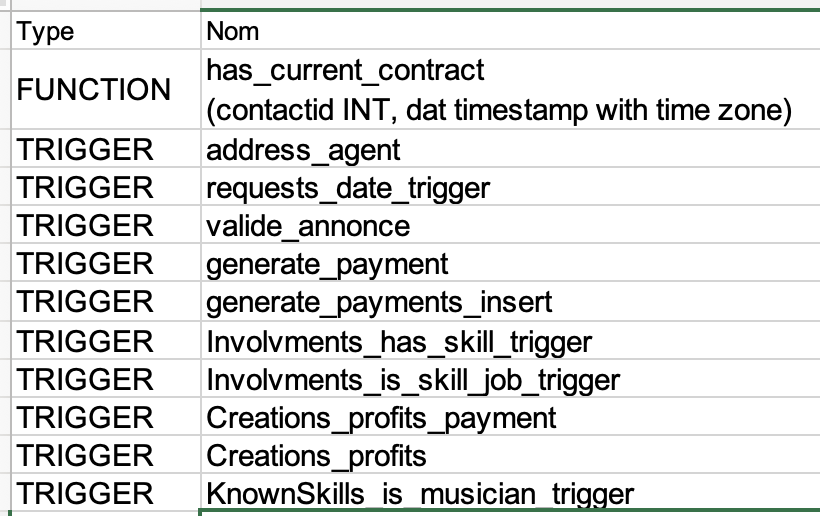 Type Nom
FUNCTION has_current_contract
(contactid INT, dat timestamp with time zone)
TRIGGER address_agent
TRIGGER requests_date_trigger
TRIGGER valide_annonce
TRIGGER generate_payment
TRIGGER generate_payments_insert
TRIGGER Involvments_has_skill_trigger
TRIGGER Involvments_is_skill_job_trigger
TRIGGER Creations_profits_payment
TRIGGER Creations_profits
TRIGGER KnownSkills_is_musician_trigger